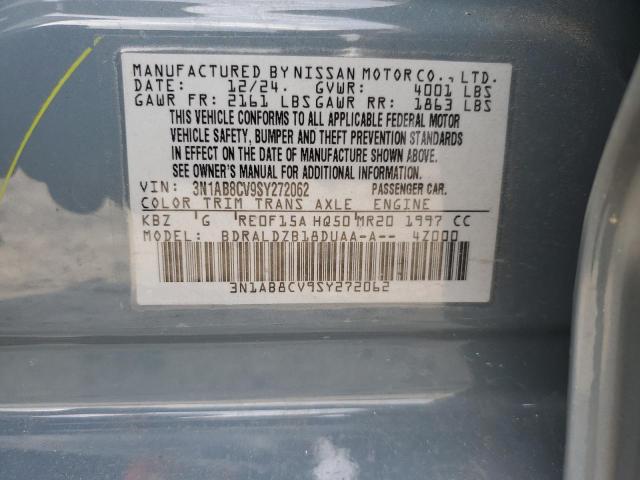 MANUFACTURED BY NISSAN MOTOR CO., LTD.
DATE: 12/24. GVWR: 4001 LBS
GAWR FR: 2161 LBS GAWR RR: 1863 LBS
THIS VEHICLE CONFORMS TO ALL APPLICABLE FEDERAL MOTOR
VEHICLE SAFETY, BUMPER AND THEFT PREVENTION STANDARDS
IN EFFECT ON THE DATE OF MANUFACTURE SHOWN ABOVE.
SEE OWNER'S MANUAL FOR ADDITIONAL INFORMATION.
VIN: 3N1AB8CV9SY272062 PASSENGER CAR.
COLOR TRIM TRANS AXLE ENGINE
KBZ G RE0F15A HQ50 MR20 1997 CC
MODEL: BDRALDZB18DUAA-A-- 4Z000
3N1AB8CV9SY272062